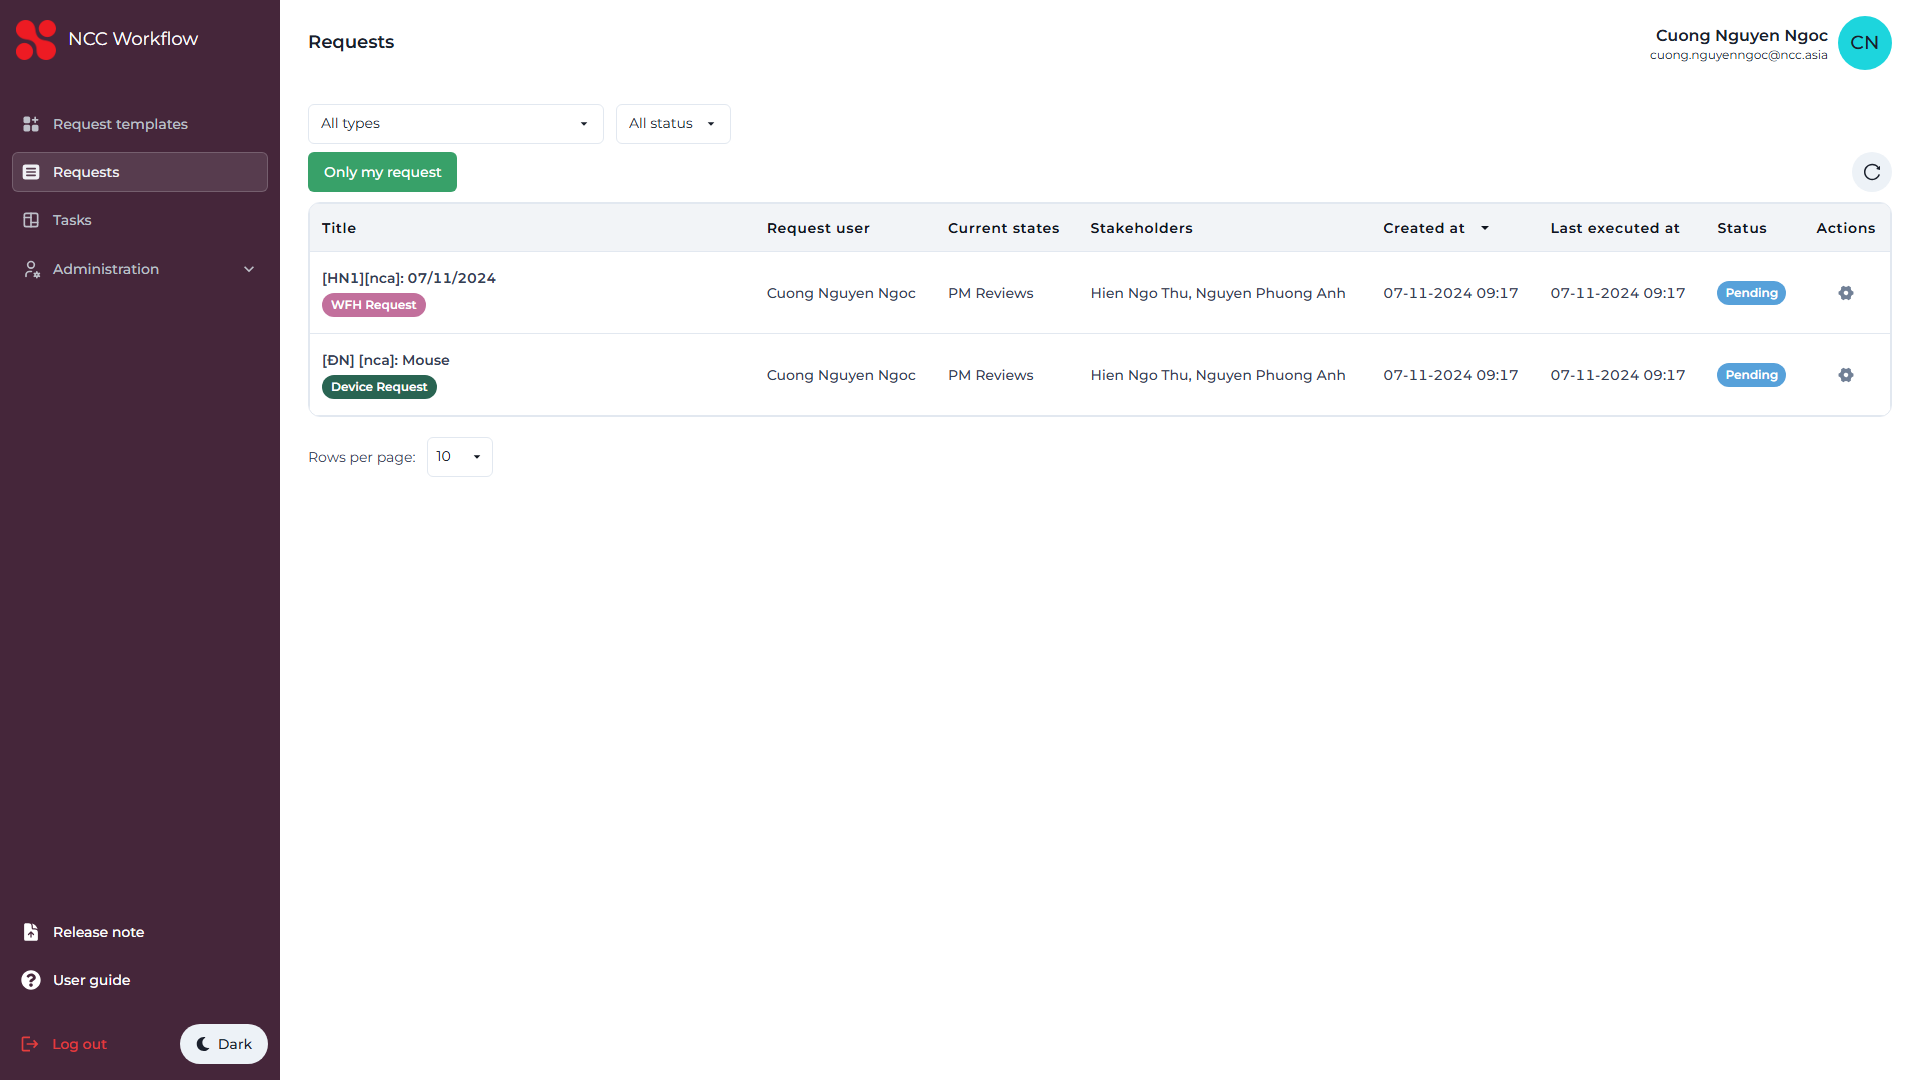 NCC Workflow
Request templates
Requests
Tasks
Administration
Release note
User guide
Log out
Dark
Requests
Cuong Nguyen Ngoc
cuong.nguyenngoc@ncc.asia
CN
All types
All status
Only my request
Title Request user Current states Stakeholders Created at Last executed at Status Actions
[HN1][nca]: 07/11/2024
WFH Request
Cuong Nguyen Ngoc PM Reviews Hien Ngo Thu, Nguyen Phuong Anh 07-11-2024 09:17 07-11-2024 09:17 Pending
[ĐN] [nca]: Mouse
Device Request
Cuong Nguyen Ngoc PM Reviews Hien Ngo Thu, Nguyen Phuong Anh 07-11-2024 09:17 07-11-2024 09:17 Pending
Rows per page: 10